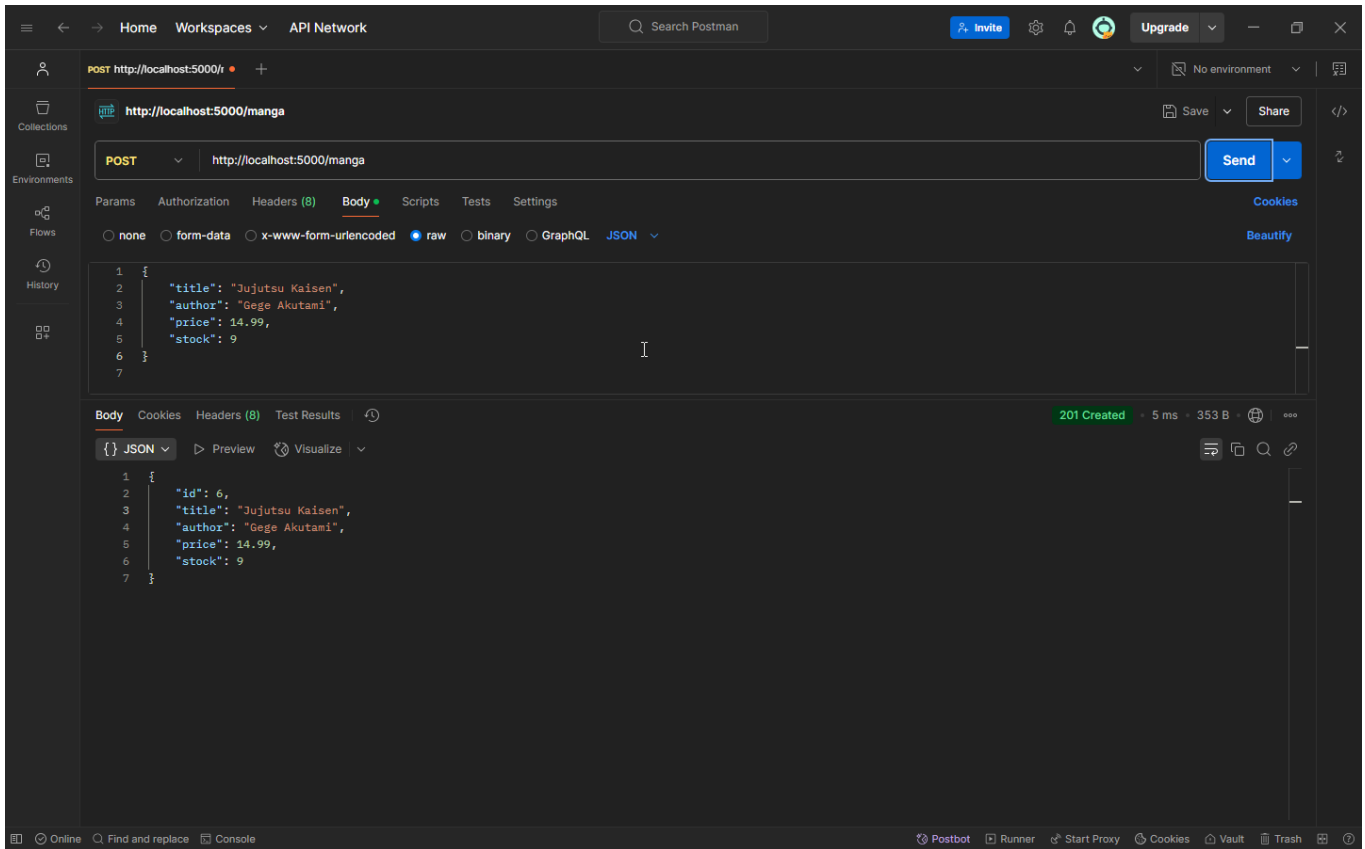 Home Workspaces API Network Search Postman Invite Upgrade
POST http://localhost:5000/r No environment
http://localhost:5000/manga Save Share
POST http://localhost:5000/manga Send
Params Authorization Headers (8) Body Scripts Tests Settings Cookies
none form-data x-www-form-urlencoded raw binary GraphQL JSON Beautify
Collections
Environments
Flows
History
1 {
2 "title": "Jujutsu Kaisen",
3 "author": "Gege Akutami",
4 "price": 14.99,
5 "stock": 9
6 }
7
Body Cookies Headers (8) Test Results 201 Created 5 ms 353 B
{} JSON Preview Visualize
1 {
2 "id": 6,
3 "title": "Jujutsu Kaisen",
4 "author": "Gege Akutami",
5 "price": 14.99,
6 "stock": 9
7 }
Online Find and replace Console Postbot Runner Start Proxy Cookies Vault Trash